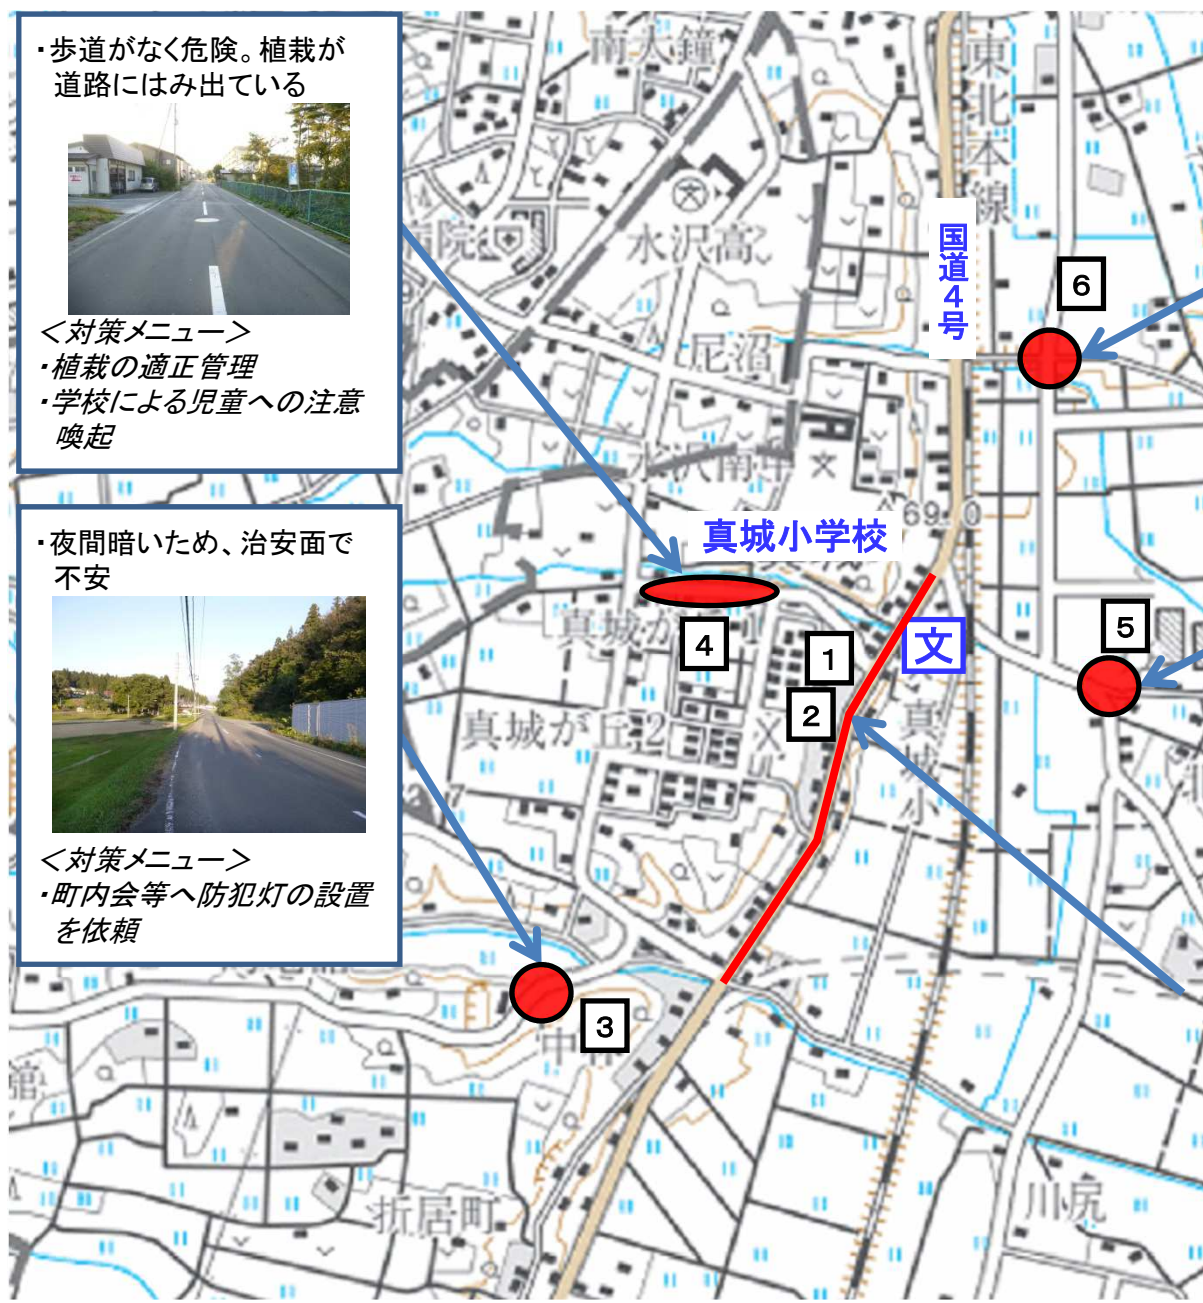 ・歩道がなく危険。植栽が
道路にはみ出ている
<対策メニュー>
・植栽の適正管理
・学校による児童への注意
喚起
・夜間暗いため、治安面で
不安
<対策メニュー>
・町内会等へ防犯灯の設置
を依頼
南大鐘
東北本線
水沢高
国道4号
6
尼沼
水沢南中
真城小学校
4
1
文
5
2
真城が丘2
真城小
3
折居町
川尻